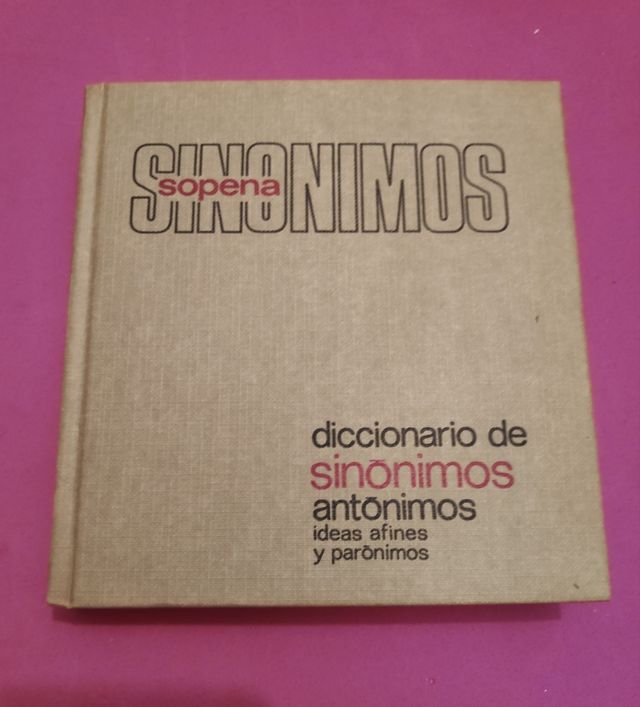 SINONIMOS
sopena
diccionario de
sinōnimos
antōnimos
ideas afines
y parōnimos